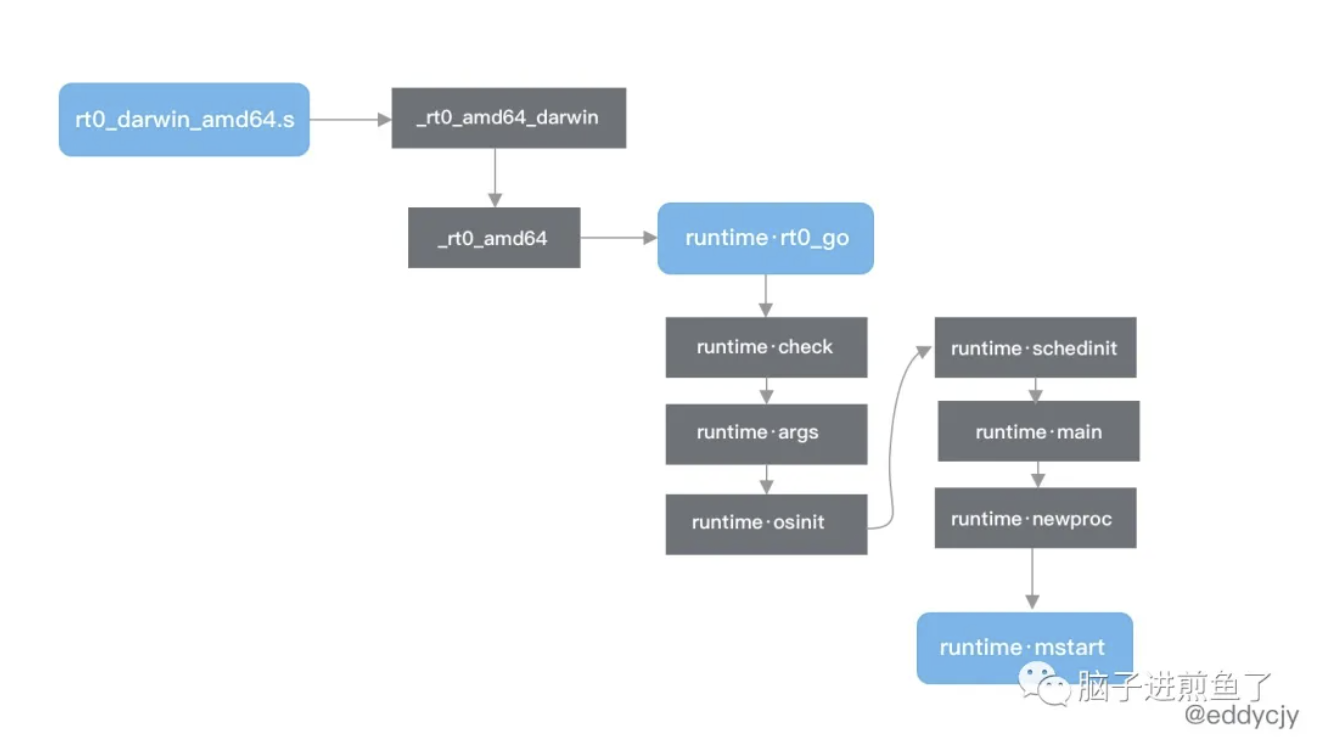 rt0_darwin_amd64.s
_rt0_amd64_darwin
_rt0_amd64
runtime·rt0_go
runtime·check
runtime·args
runtime·osinit
runtime·schedinit
runtime·main
runtime·newproc
runtime·mstart
脑子进煎鱼了
@eddycjy